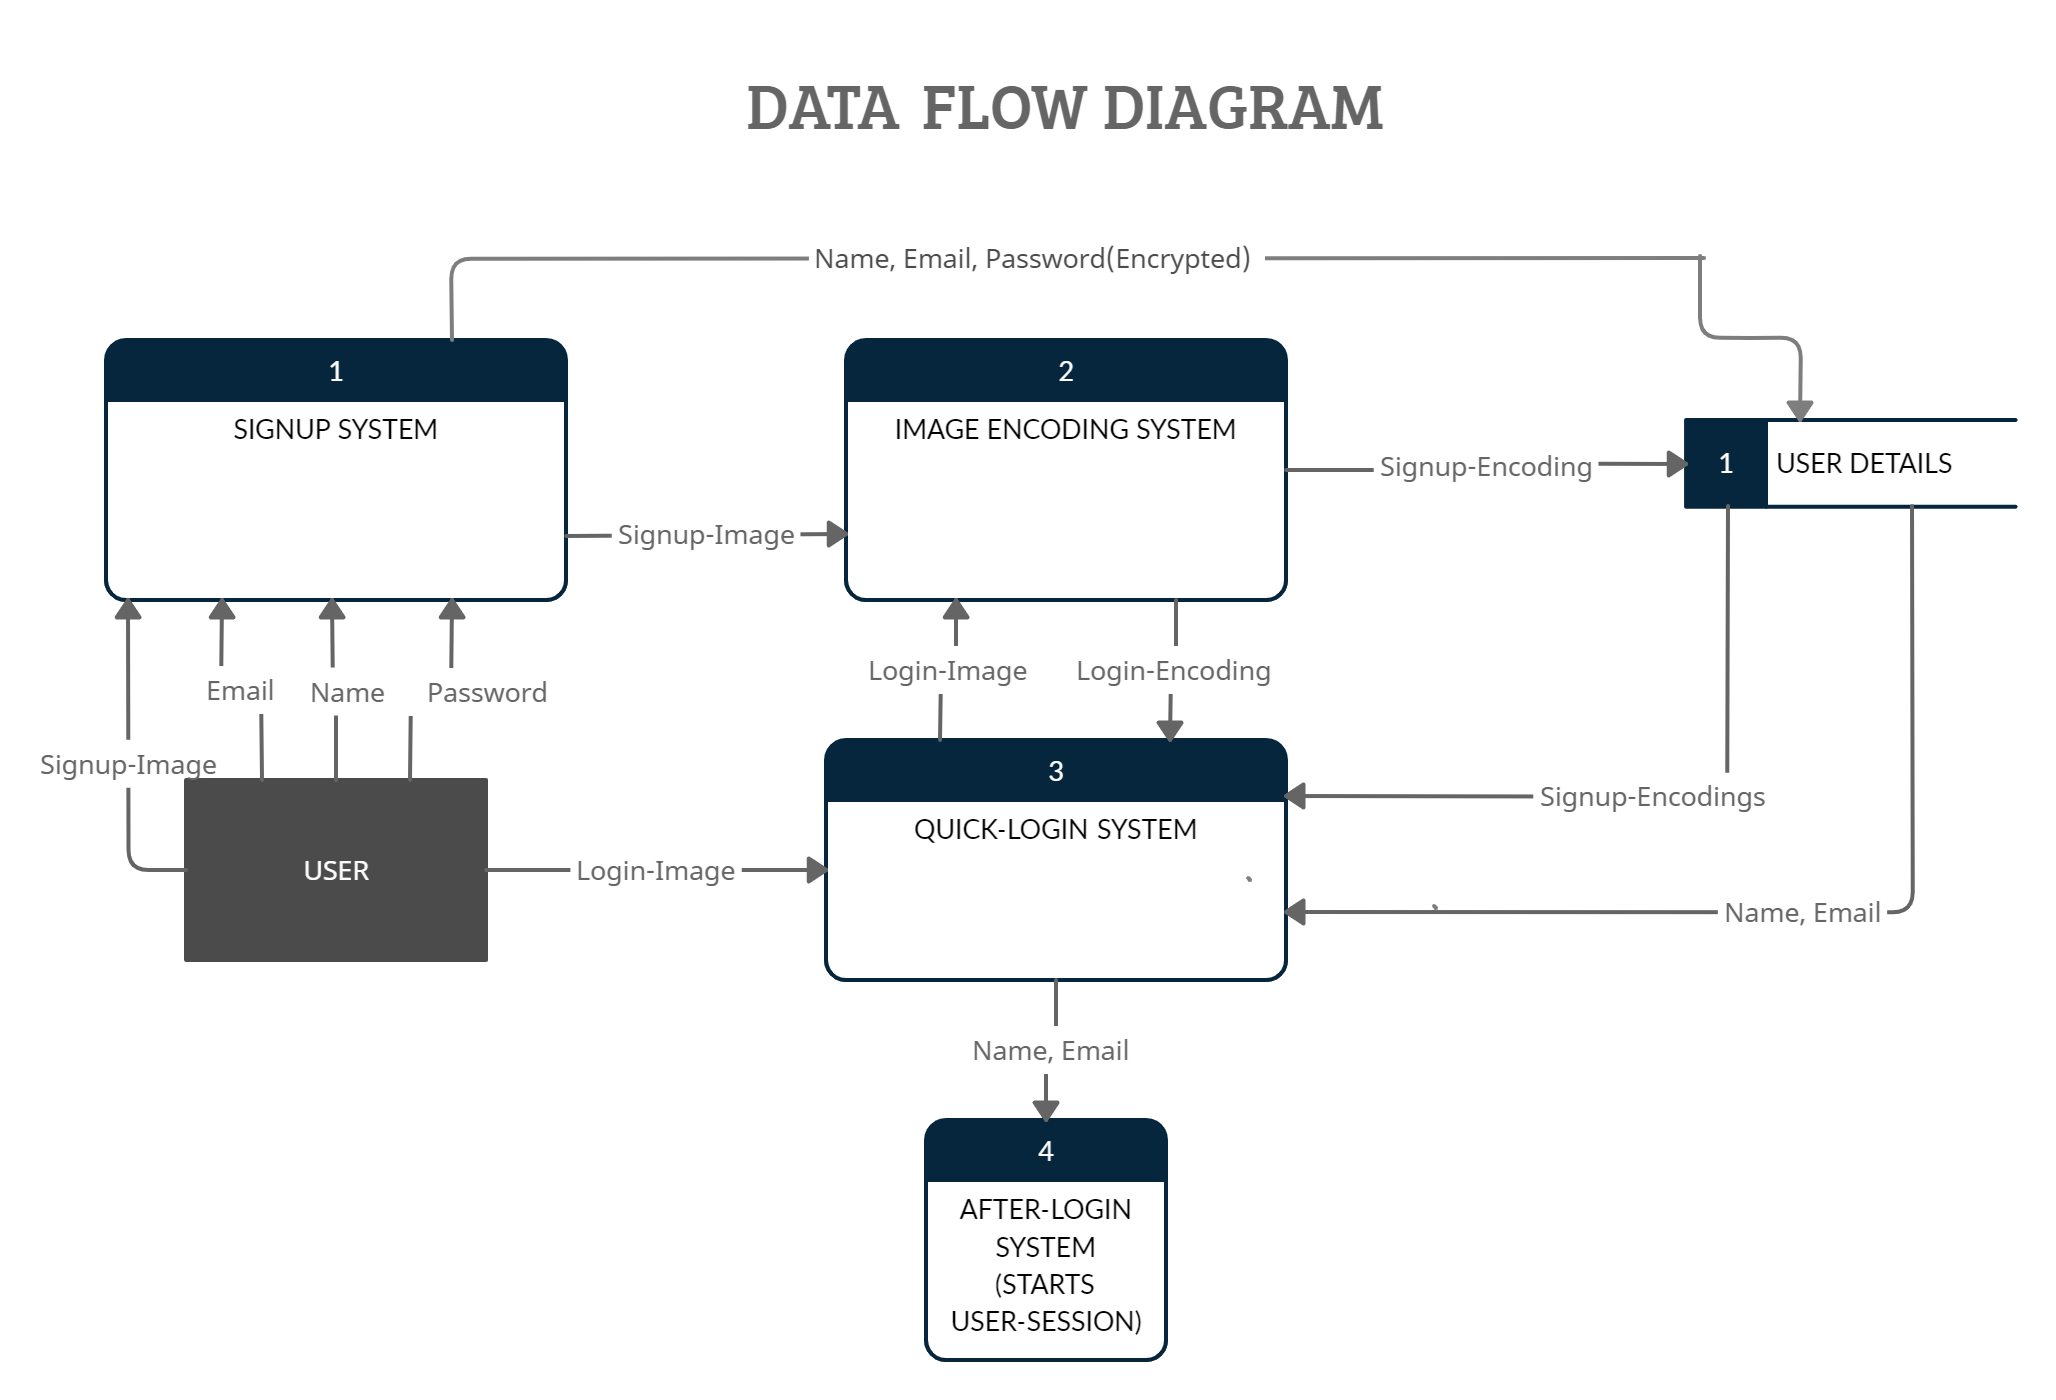 DATA FLOW DIAGRAM
Name, Email, Password(Encrypted)
1
SIGNUP SYSTEM
2
IMAGE ENCODING SYSTEM
Signup-Encoding
1
USER DETAILS
Signup-Image
Email
Name
Password
Login-Image
Login-Encoding
Signup-Image
USER
Login-Image
3
QUICK-LOGIN SYSTEM
Signup-Encodings
Name, Email
Name, Email
4
AFTER-LOGIN
SYSTEM
(STARTS
USER-SESSION)